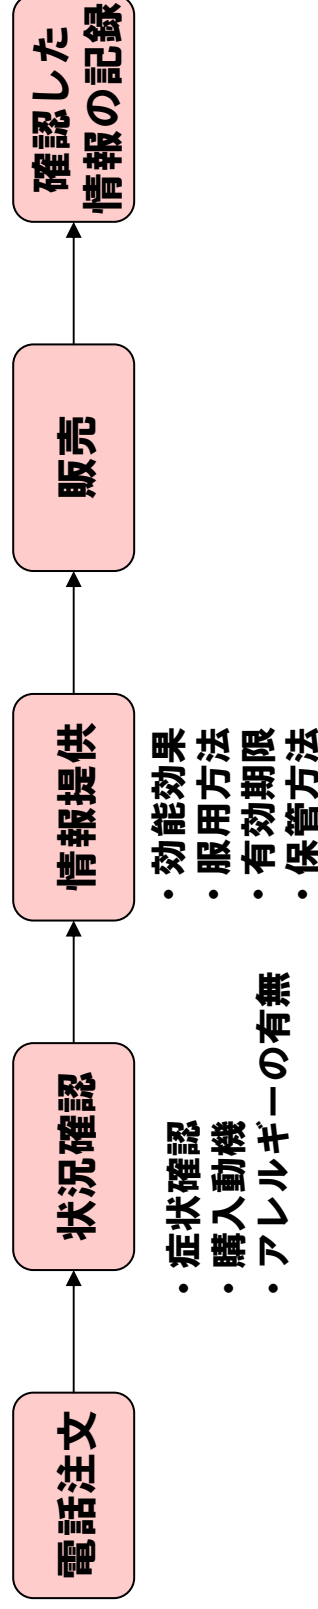 電話注文
状況確認
・症状確認
・購入動機
・アレルギーの有無
情報提供
・効能効果
・服用方法
・有効期限
・保管方法
販売
確認した
情報の記録